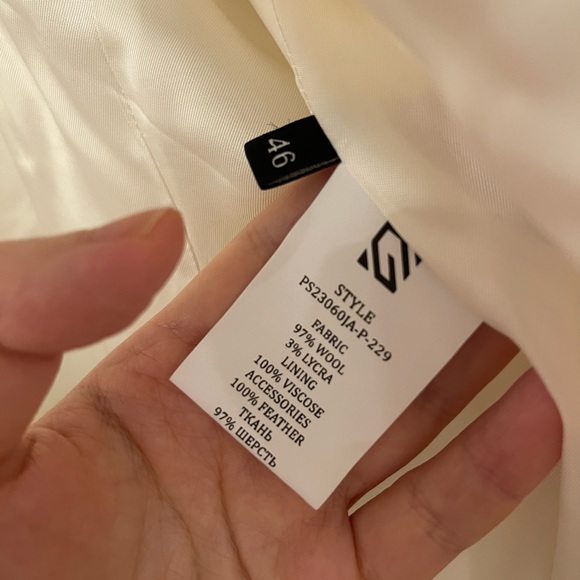 46
STYLE
PS23060JA-P-229
FABRIC
97% WOOL
3% LYCRA
LINING
100% VISCOSE
ACCESSORIES
100% FEATHER
ТКАНЬ
97% ШЕРСТЬ